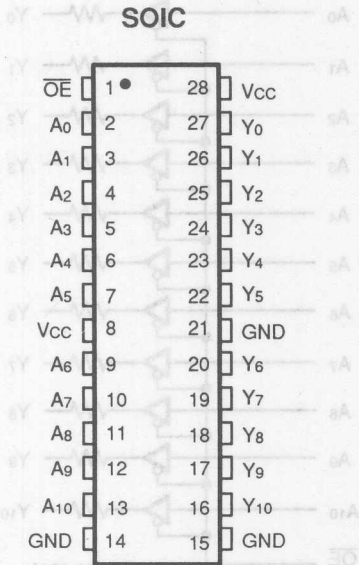 SOIC
OE 1 28 VCC
A0 2 27 Y0
A1 3 26 Y1
A2 4 25 Y2
A3 5 24 Y3
A4 6 23 Y4
A5 7 22 Y5
VCC 8 21 GND
A6 9 20 Y6
A7 10 19 Y7
A8 11 18 Y8
A9 12 17 Y9
A10 13 16 Y10
GND 14 15 GND